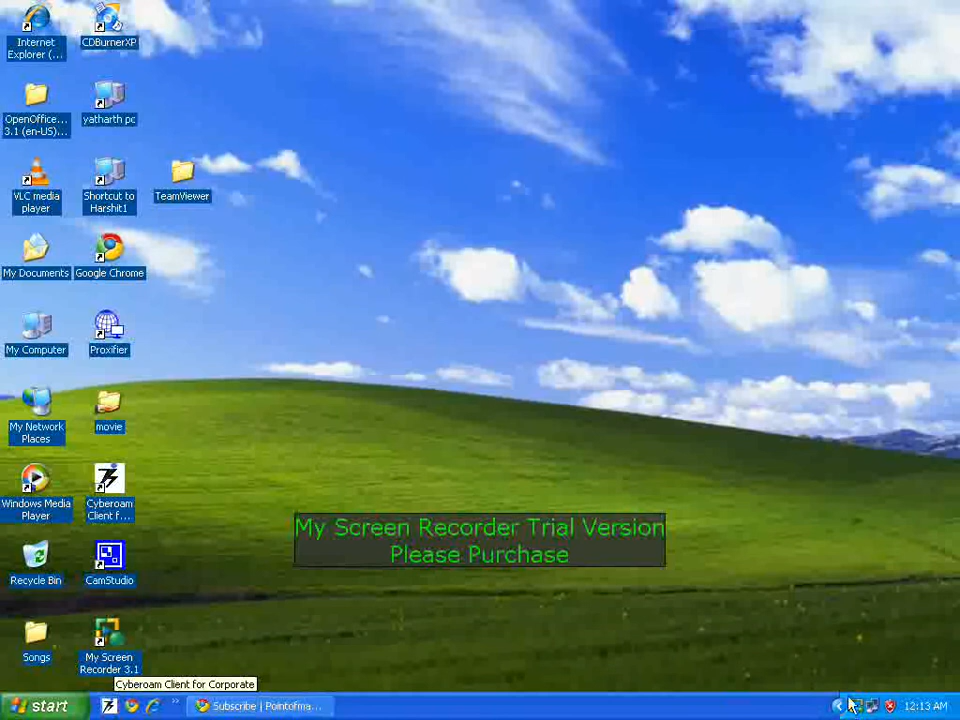 Internet
Explorer (...
CDBurnerXP
OpenOffice...
3.1 (en-US)...
yatharth pc
VLC media
player
Shortcut to
Harshit1
TeamViewer
My Documents
Google Chrome
My Computer
Proxifier
My Network
Places
movie
Windows Media
Player
Cyberoam
Client f...
My Screen Recorder Trial Version
Please Purchase
Recycle Bin
CamStudio
Songs
My Screen
Recorder 3.1
Cyberoam Client for Corporate
start
Subscribe | Pointofma...
12:13 AM